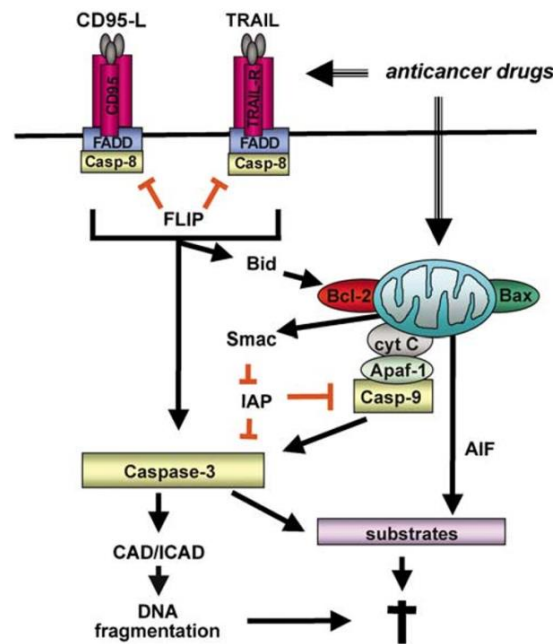 CD95-L
TRAIL
anticancer drugs
CD95
TRAIL-R
FADD
FADD
Casp-8
Casp-8
FLIP
Bid
Bcl-2
Bax
Smac
cyt C
Apaf-1
IAP
Casp-9
AIF
Caspase-3
substrates
CAD/ICAD
DNA
fragmentation